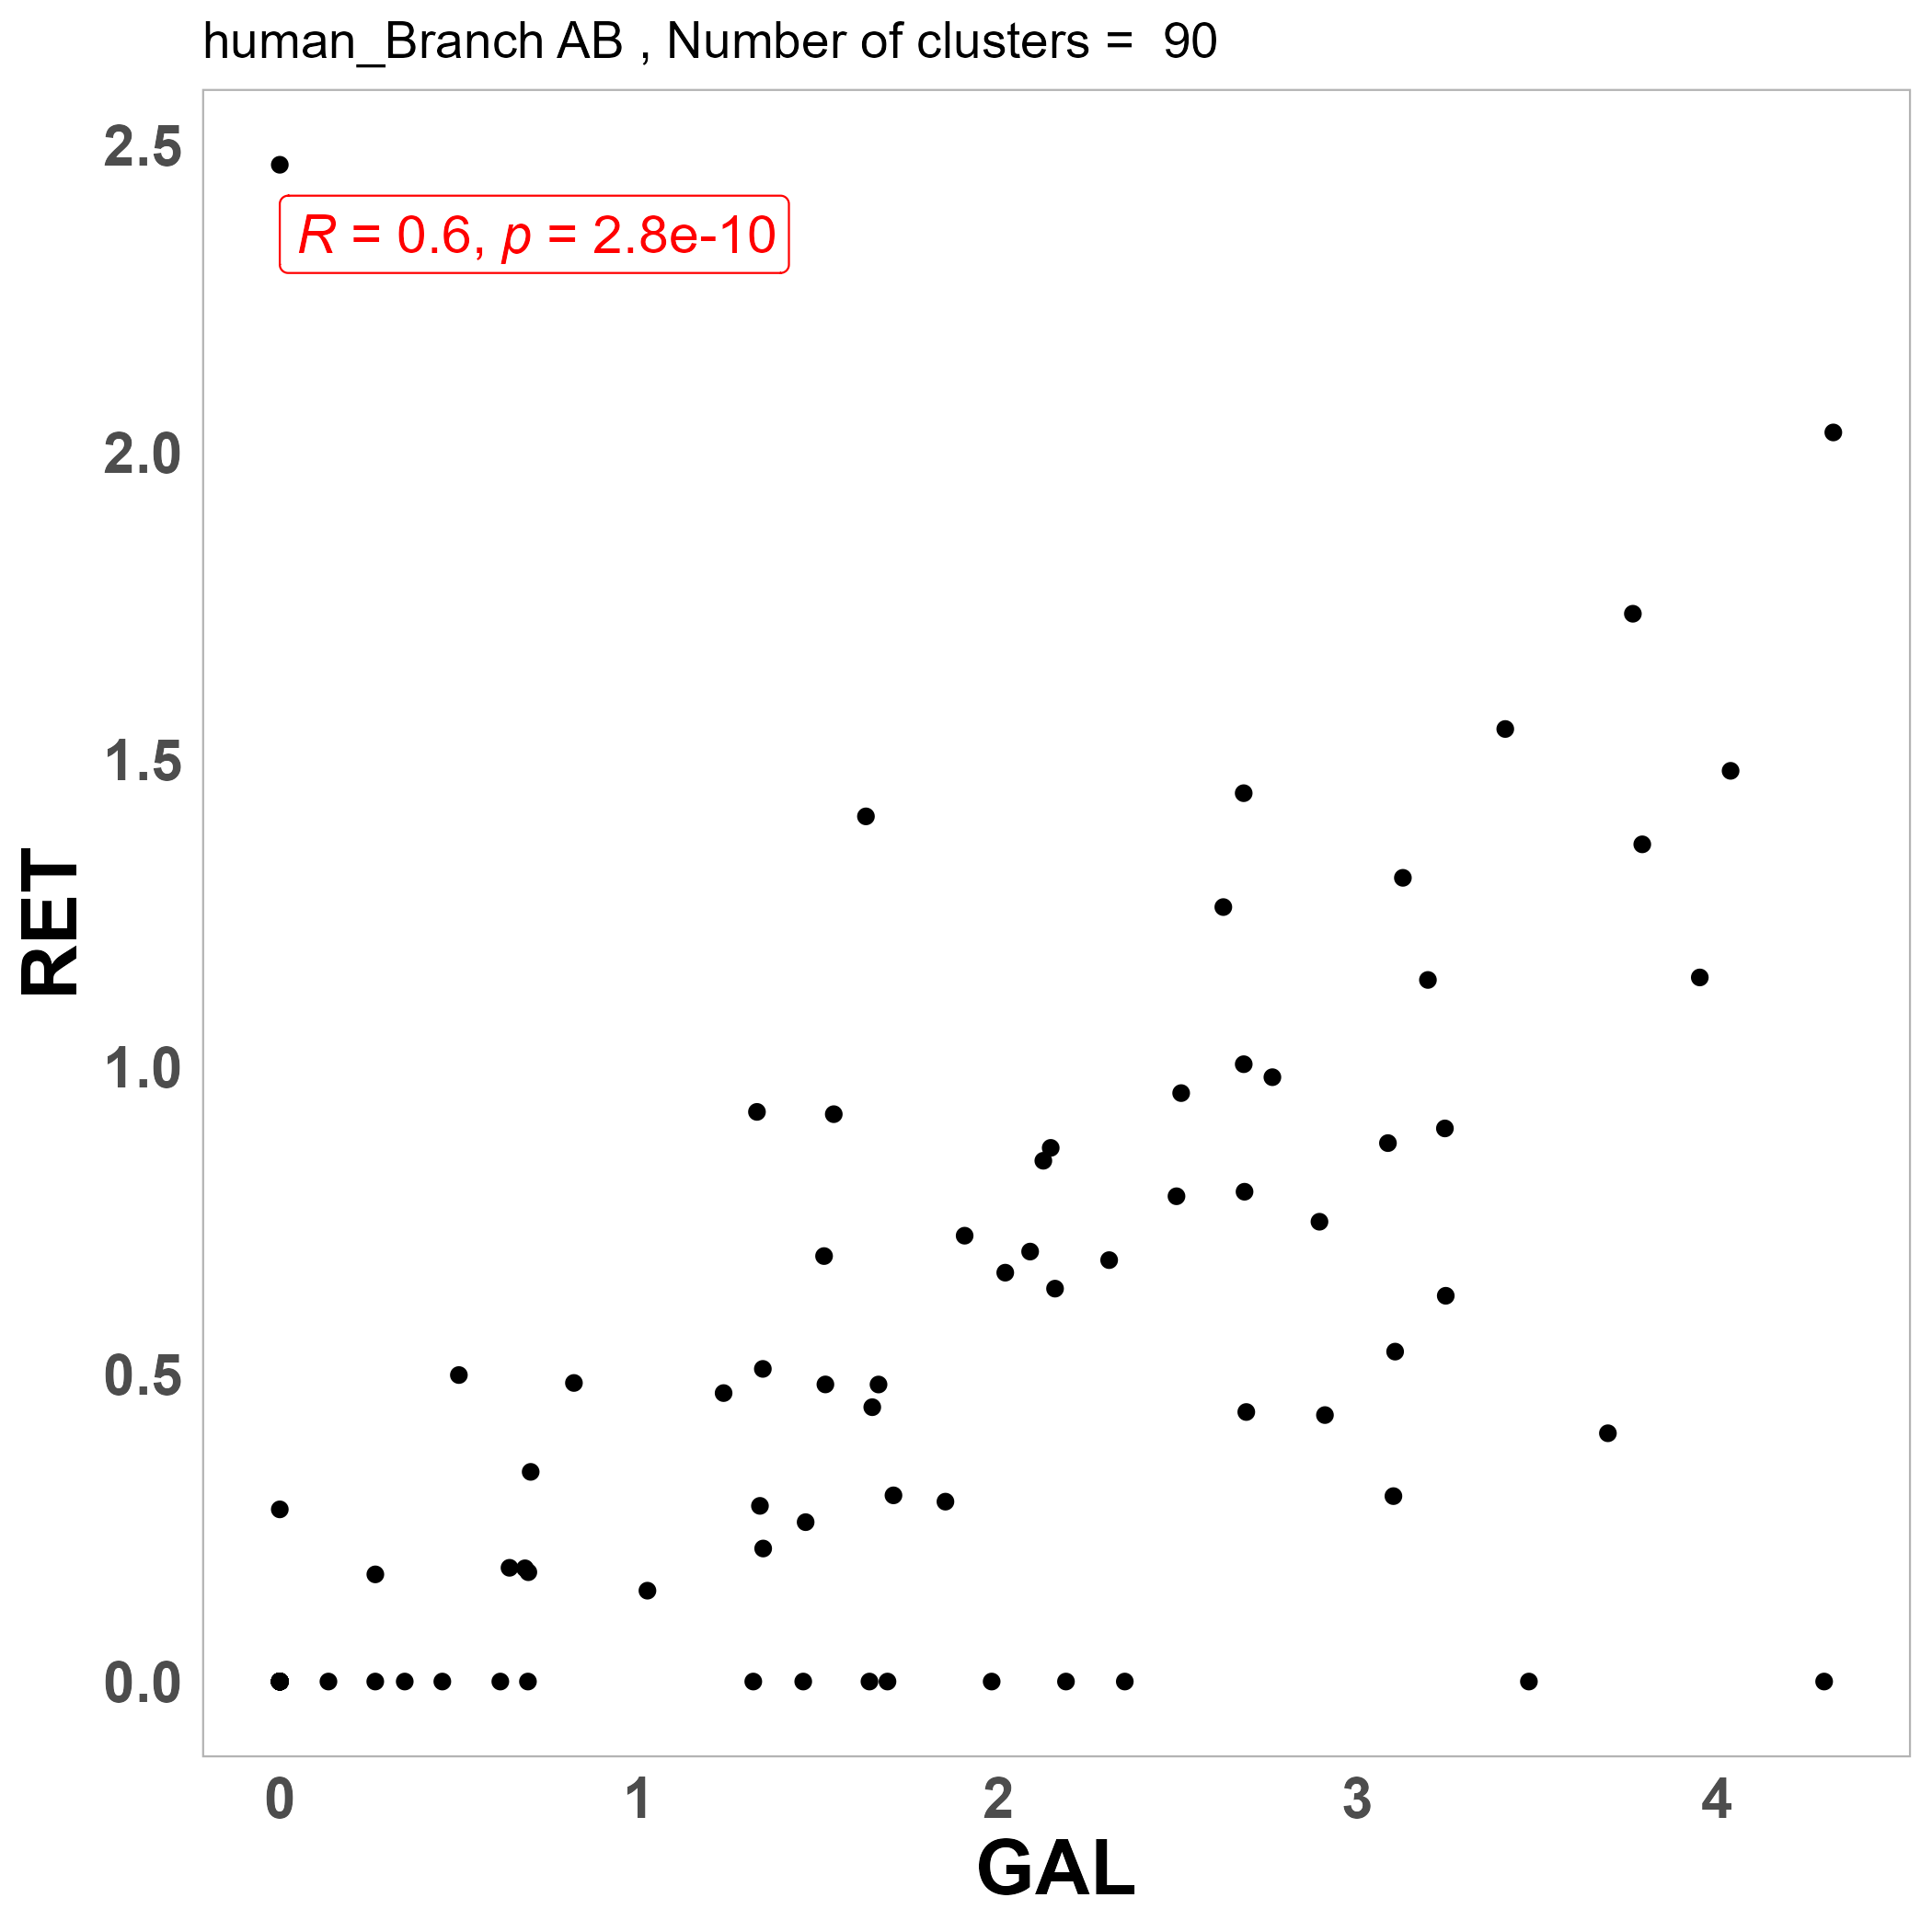 human_Branch AB , Number of clusters =  90
2.5
R = 0.6, p = 2.8e-10
2.0
1.5
RET
1.0
0.5
0.0
0 1 2 3 4
GAL